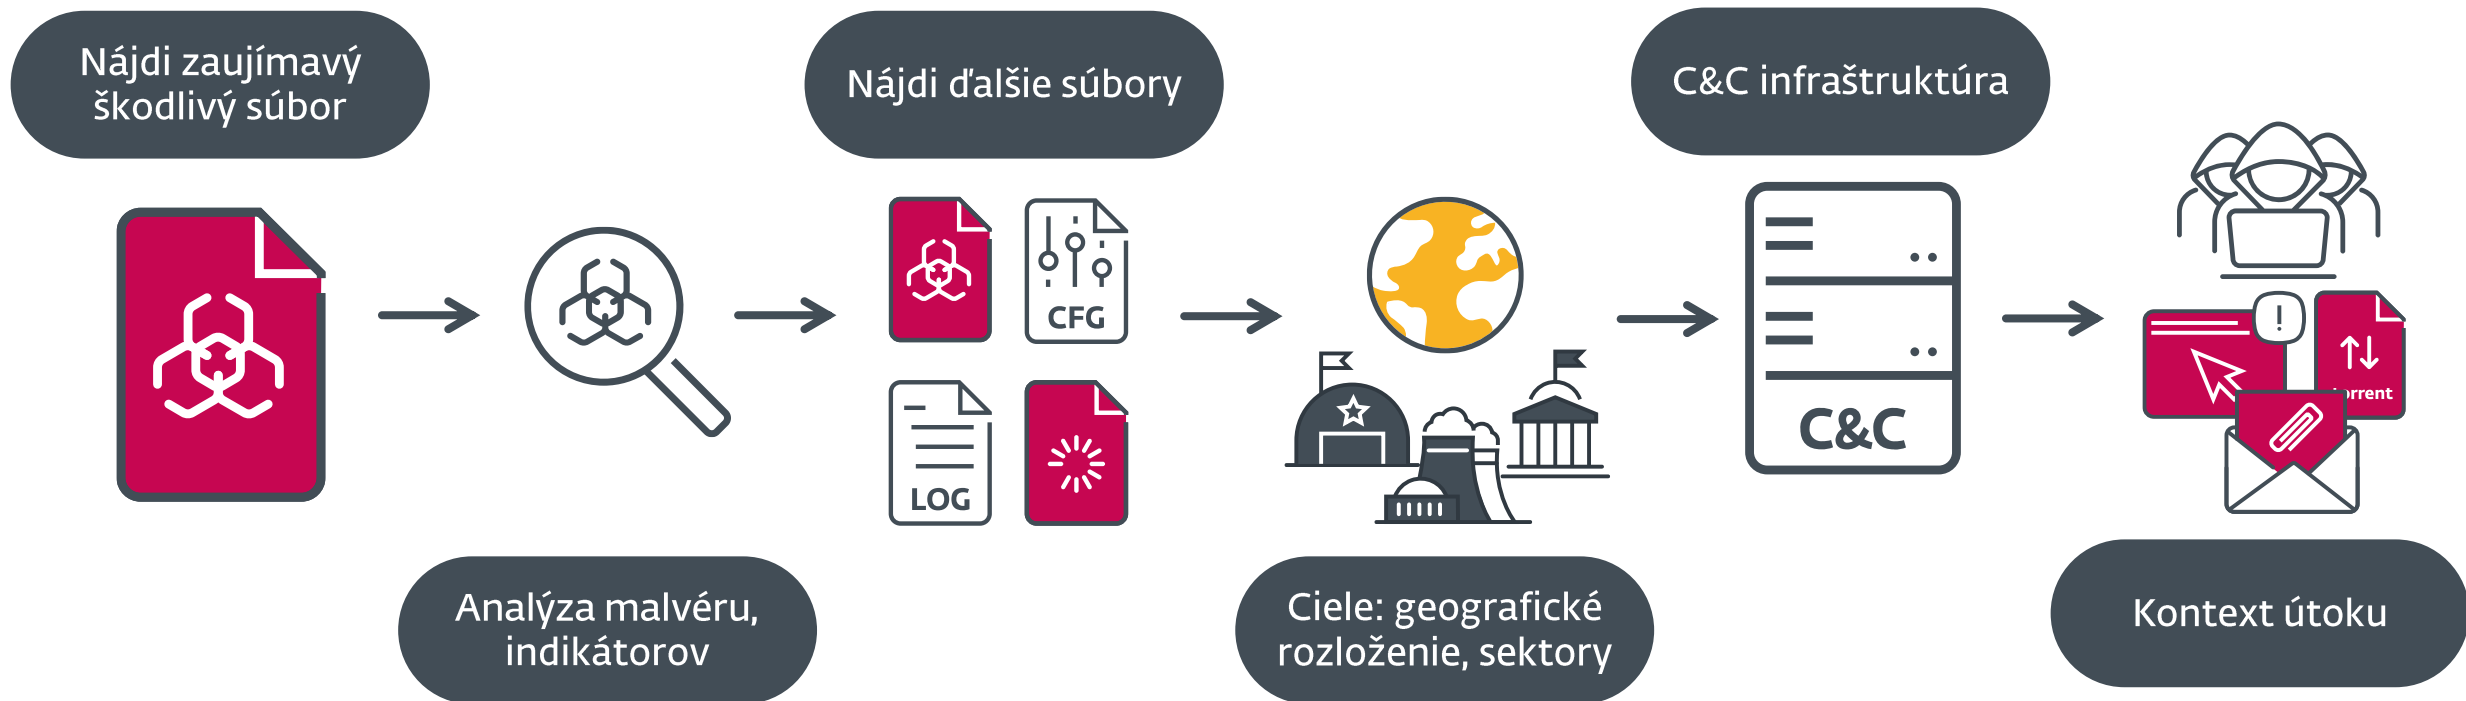 Nájdi zaujímavý
škodlivý súbor
Analýza malvéru,
indikátorov
Nájdi ďalšie súbory
CFG
LOG
Ciele: geografické
rozloženie, sektory
C&C infraštruktúra
C&C
!
torrent
Kontext útoku